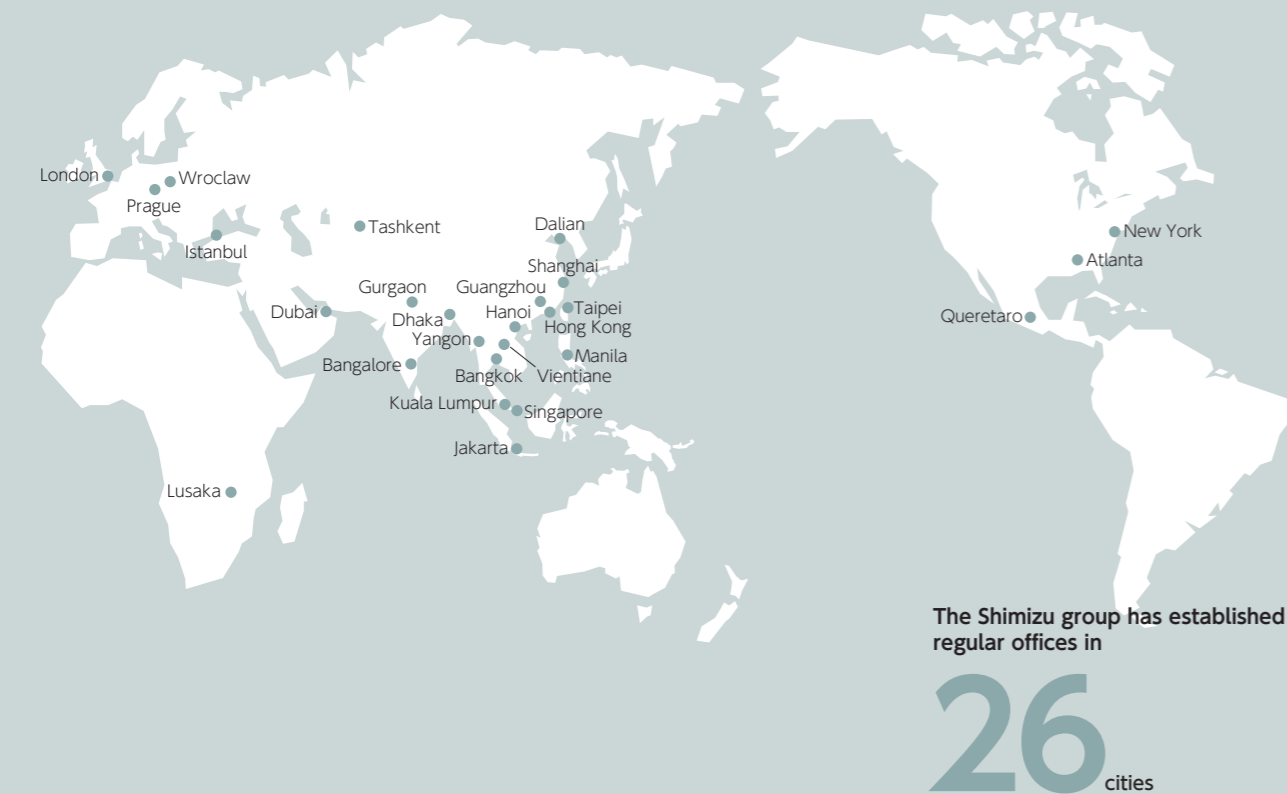 London
Wroclaw
Prague
Istanbul
Tashkent
Dalian
Shanghai
Gurgaon
Guangzhou
Dubai
Dhaka
Hanoi
Taipei
Hong Kong
Yangon
Manila
Bangalore
Bangkok
Vientiane
Kuala Lumpur
Singapore
Jakarta
Lusaka
New York
Atlanta
Queretaro
The Shimizu group has established
regular offices in
26 cities